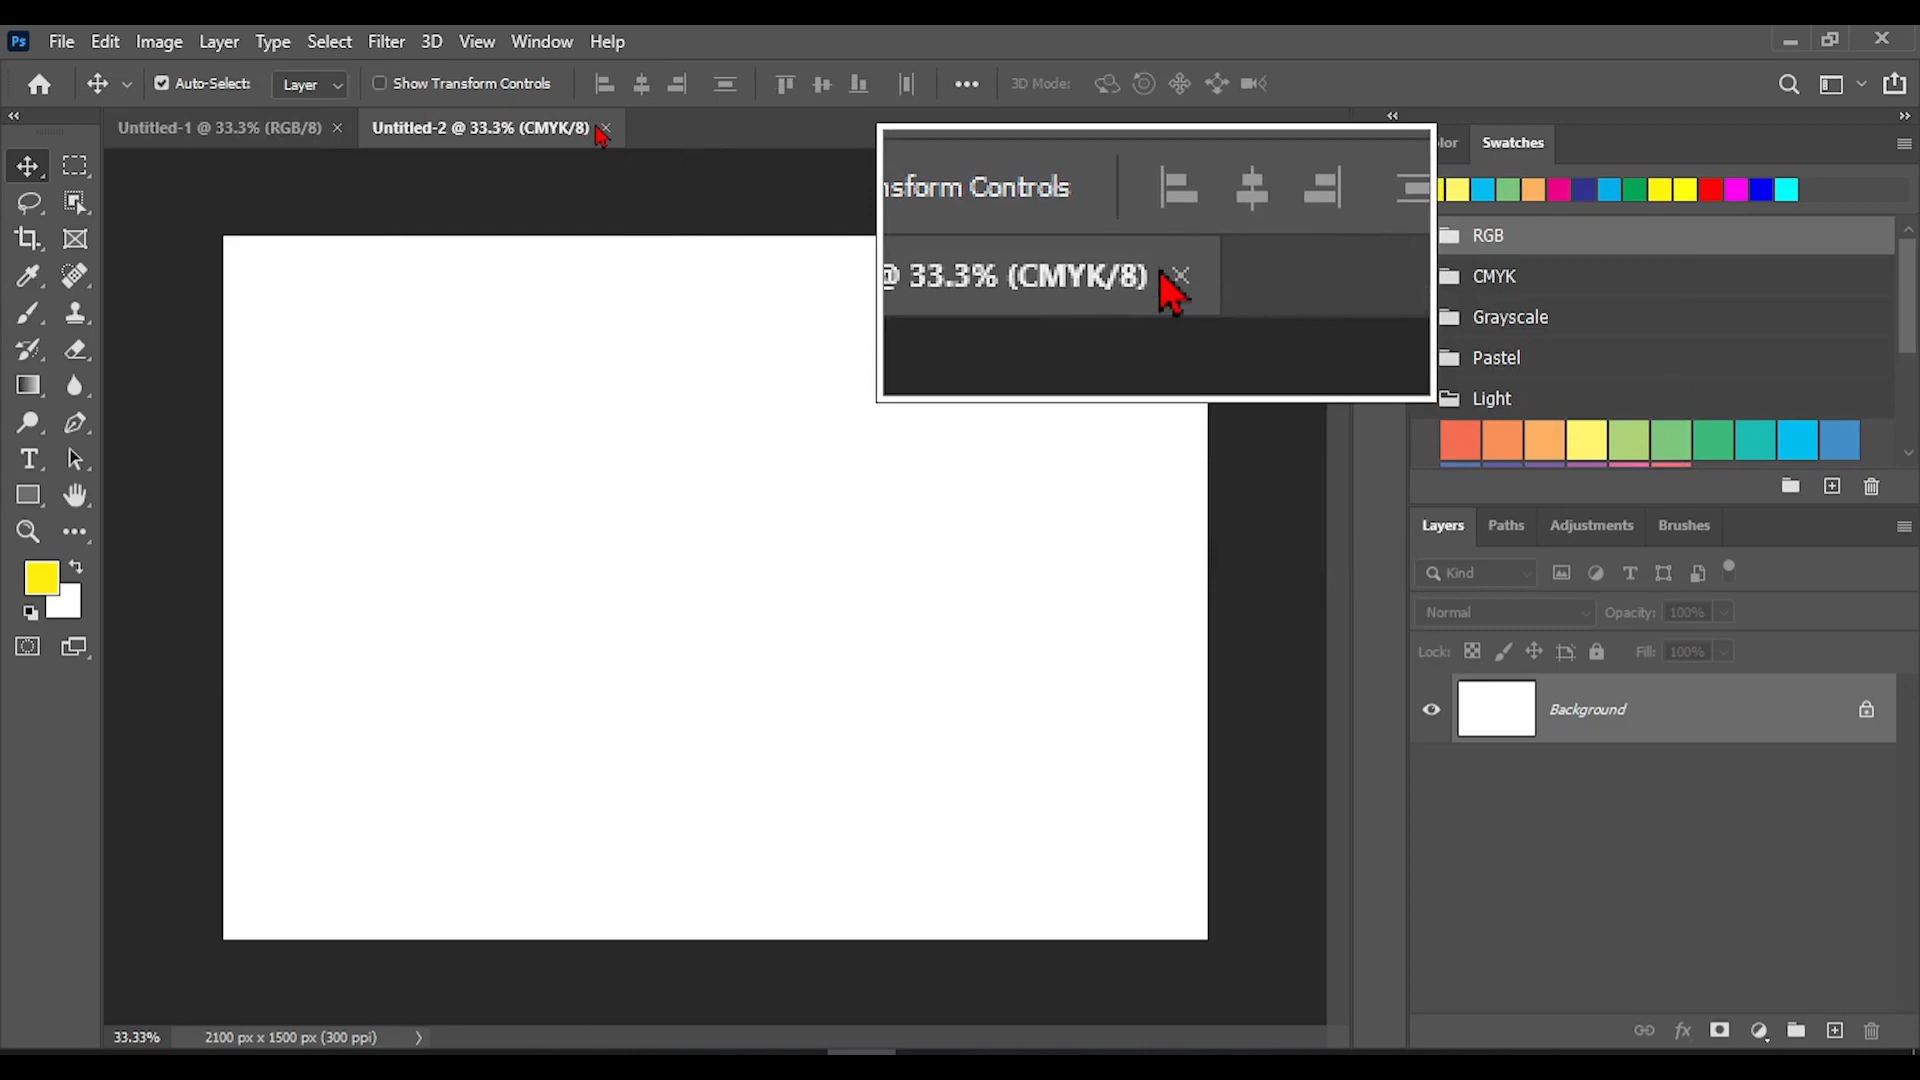 Ps File Edit Image Layer Type Select Filter 3D View Window Help
Auto-Select: Layer Show Transform Controls 3D Mode:
Untitled-1 @ 33.3% (RGB/8) Untitled-2 @ 33.3% (CMYK/8)
nsform Controls
@ 33.3% (CMYK/8)
lor Swatches
RGB
CMYK
Grayscale
Pastel
Light
Layers Paths Adjustments Brushes
Kind
Normal Opacity: 100%
Lock: Fill: 100%
Background
fx
33.33% 2100 px x 1500 px (300 ppi)